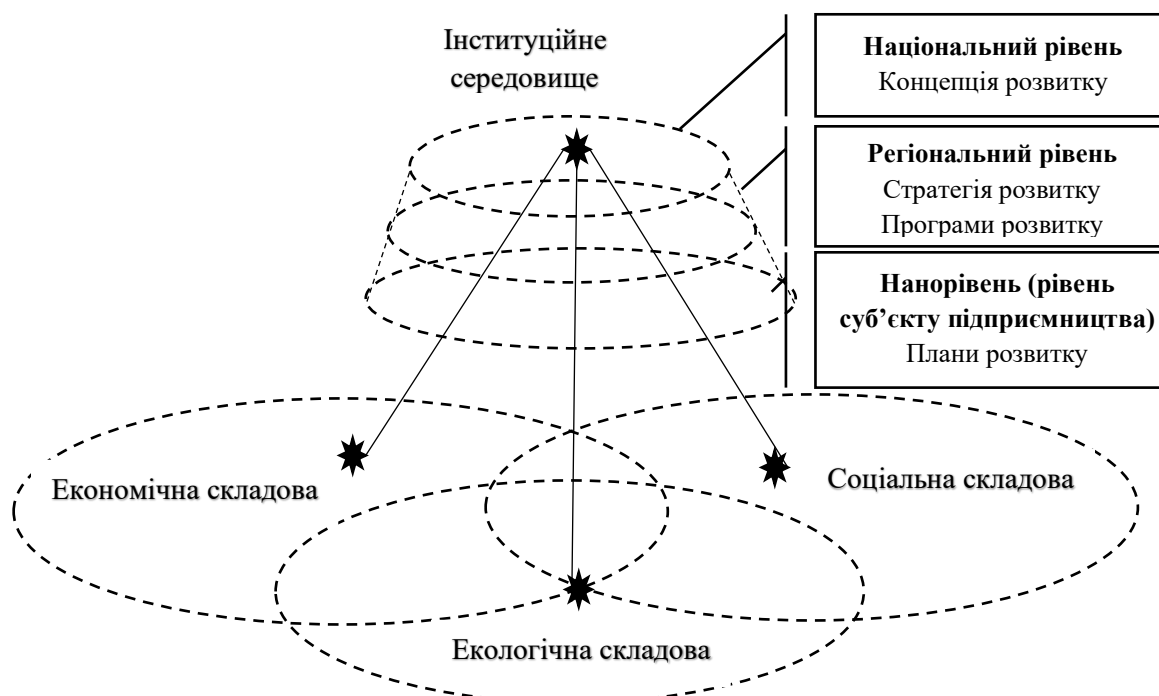 Інституційне
середовище
Національний рівень
Концепція розвитку
Регіональний рівень
Стратегія розвитку
Програми розвитку
Нанорівень (рівень
суб’єкту підприємництва)
Плани розвитку
Економічна складова
Соціальна складова
Екологічна складова